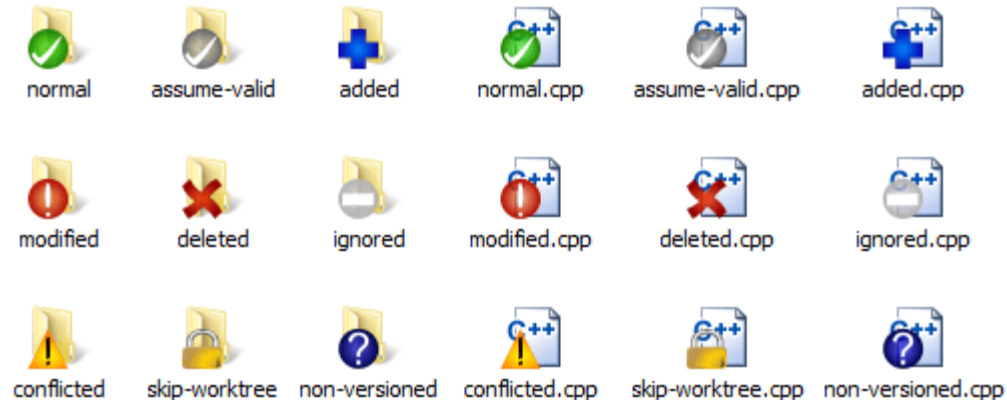 C++ C++ C++
normal assume-valid added normal.cpp assume-valid.cpp added.cpp
C++ C++ C++
modified deleted ignored modified.cpp deleted.cpp ignored.cpp
C++ C++ C++
conflicted skip-worktree non-versioned conflicted.cpp skip-worktree.cpp non-versioned.cpp